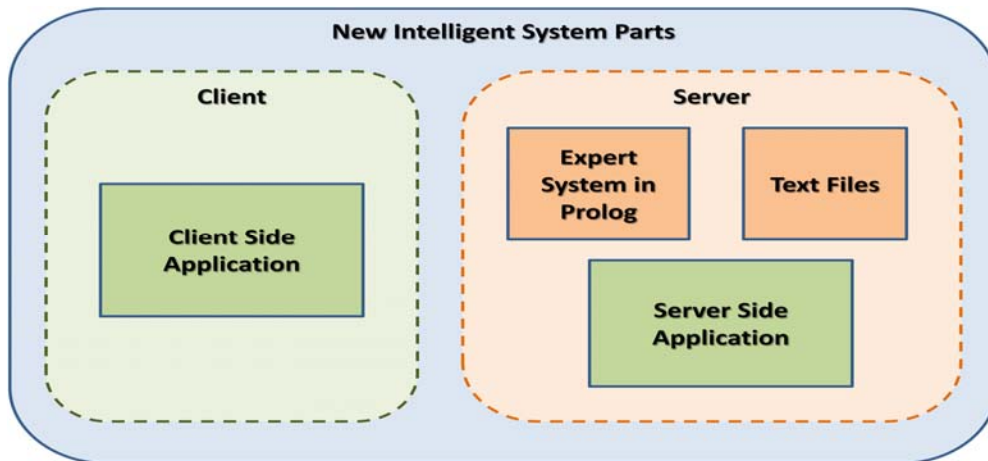 New Intelligent System Parts
Client
Client Side
Application
Server
Expert
System in
Prolog
Text Files
Server Side
Application